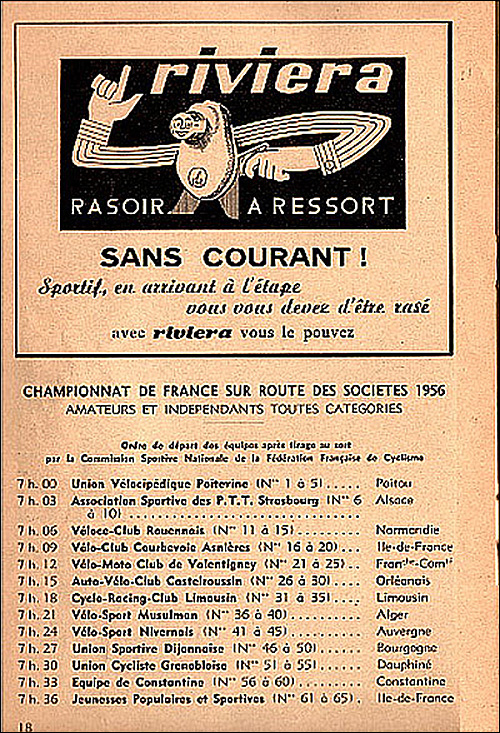 riviera
RASOIR A RESSORT
SANS COURANT !
Sportif, en arrivant à l'étape
vous vous devez d'être rasé
avec riviera vous le pouvez
CHAMPIONNAT DE FRANCE SUR ROUTE DES SOCIETES 1956
AMATEURS ET INDEPENDANTS TOUTES CATEGORIES
Ordre de départ des équipes après tirage au sort
par la Commission Sportive Nationale de la Fédération Française de Cyclisme
7 h. 00 Union Vélocipédique Poitevine (Nos 1 à 5) ..... Poitou
7 h. 03 Association Sportive des P.T.T. Strasbourg (Nos 6 Alsace
à 10) ..............................
7 h. 06 Véloce-Club Rouennais (Nos 11 à 15) .......... Normandie
7 h. 09 Vélo-Club Courbevoie Asnières (Nos 16 à 20) ... Ile-de-France
7 h. 12 Vélo-Moto Club de Valentigney (Nos 21 à 25) .. Franche-Comté
7 h. 15 Auto-Vélo-Club Castelroussin (Nos 26 à 30) .... Orléanais
7 h. 18 Cyclo-Racing-Club Limousin (Nos 31 à 35) ..... Limousin
7 h. 21 Vélo-Sport Musulman (Nos 36 à 40) .......... Alger
7 h. 24 Vélo-Sport Nivernais (Nos 41 à 45) .......... Auvergne
7 h. 27 Union Sportive Dijonnaise (Nos 46 à 50) ...... Bourgogne
7 h. 30 Union Cycliste Grenobloise (Nos 51 à 55) ..... Dauphiné
7 h. 33 Equipe de Constantine (Nos 56 à 60) ......... Constantine
7 h. 36 Jeunesses Populaires et Sportives (Nos 61 à 65) . Ile-de-France
18